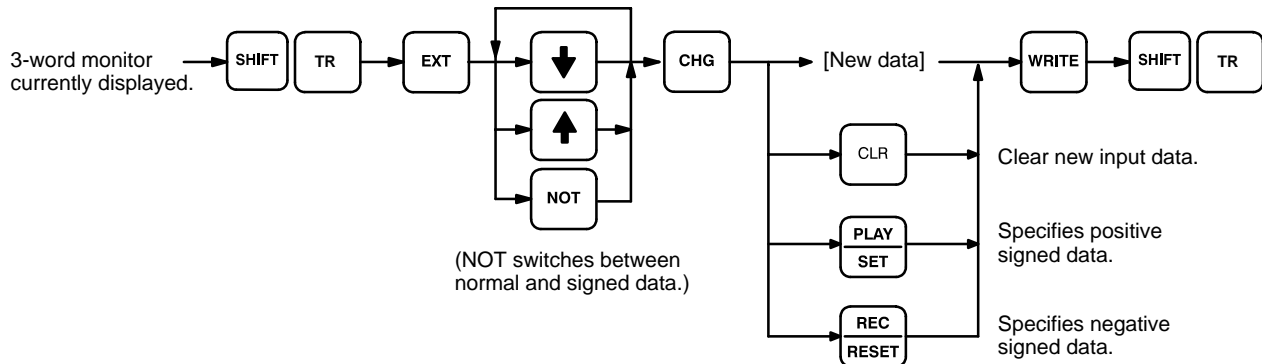 3-word monitor
currently displayed.
SHIFT
TR
EXT
CHG
[New data]
WRITE
SHIFT
TR
NOT
(NOT switches between
normal and signed data.)
CLR
Clear new input data.
PLAY
SET
Specifies positive
signed data.
REC
RESET
Specifies negative
signed data.